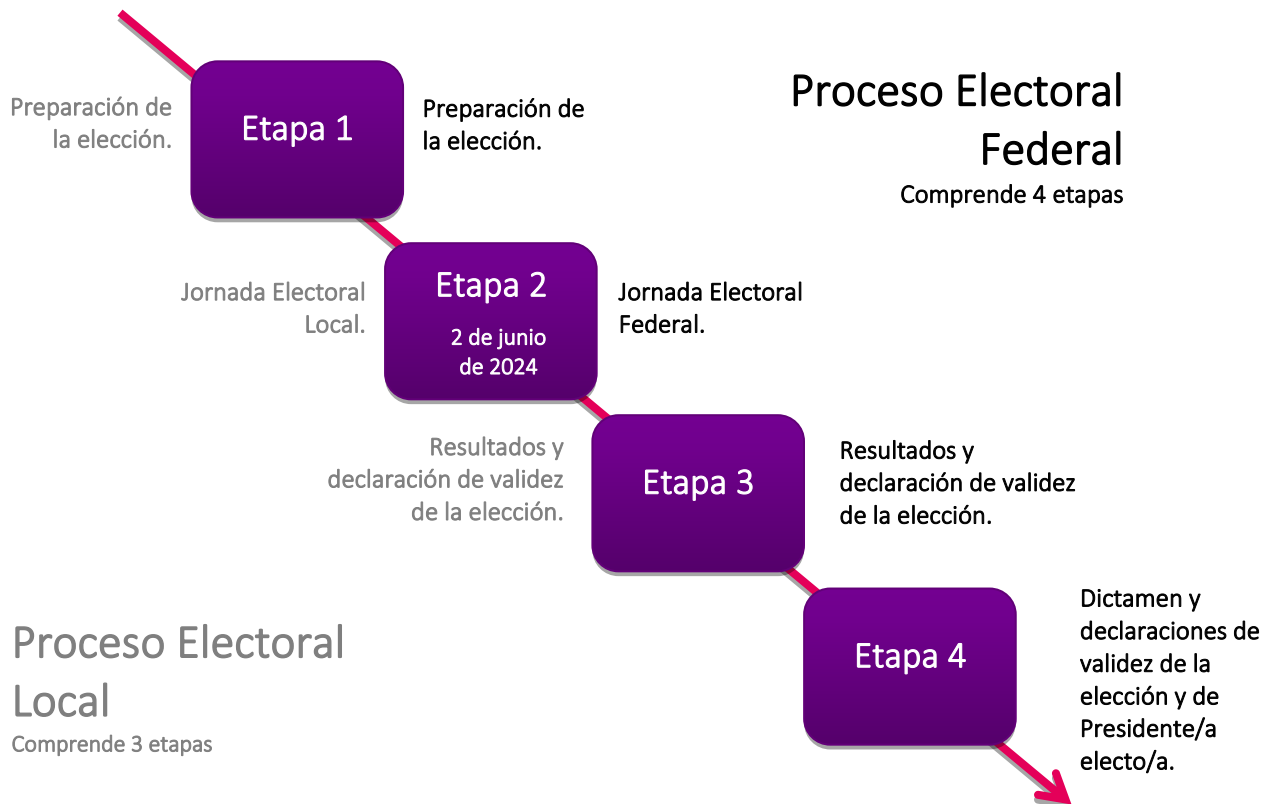 Proceso Electoral
Federal
Comprende 4 etapas
Preparación de
la elección.
Etapa 1
Preparación de
la elección.
Jornada Electoral
Local.
Etapa 2
2 de junio
de 2024
Jornada Electoral
Federal.
Resultados y
declaración de validez
de la elección.
Etapa 3
Resultados y
declaración de validez
de la elección.
Etapa 4
Dictamen y
declaraciones de
validez de la
elección y de
Presidente/a
electo/a.
Proceso Electoral
Local
Comprende 3 etapas